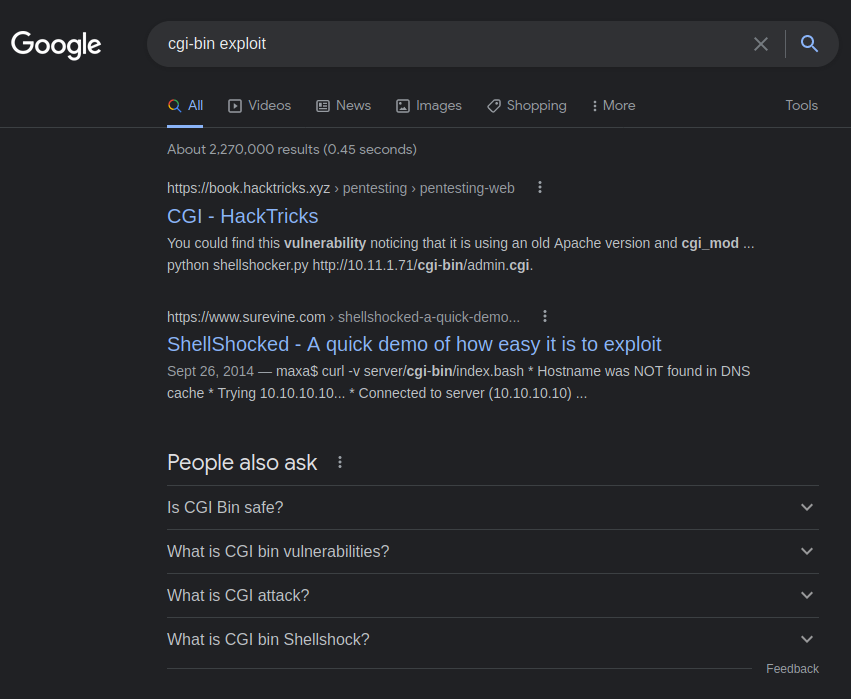 Google
cgi-bin exploit
All Videos News Images Shopping More Tools
About 2,270,000 results (0.45 seconds)
https://book.hacktricks.xyz › pentesting › pentesting-web
CGI - HackTricks
You could find this vulnerability noticing that it is using an old Apache version and cgi_mod ...
python shellshocker.py http://10.11.1.71/cgi-bin/admin.cgi.
https://www.surevine.com › shellshocked-a-quick-demo...
ShellShocked - A quick demo of how easy it is to exploit
Sept 26, 2014 — maxa$ curl -v server/cgi-bin/index.bash * Hostname was NOT found in DNS
cache * Trying 10.10.10.10... * Connected to server (10.10.10.10) ...
People also ask
Is CGI Bin safe?
What is CGI bin vulnerabilities?
What is CGI attack?
What is CGI bin Shellshock?
Feedback